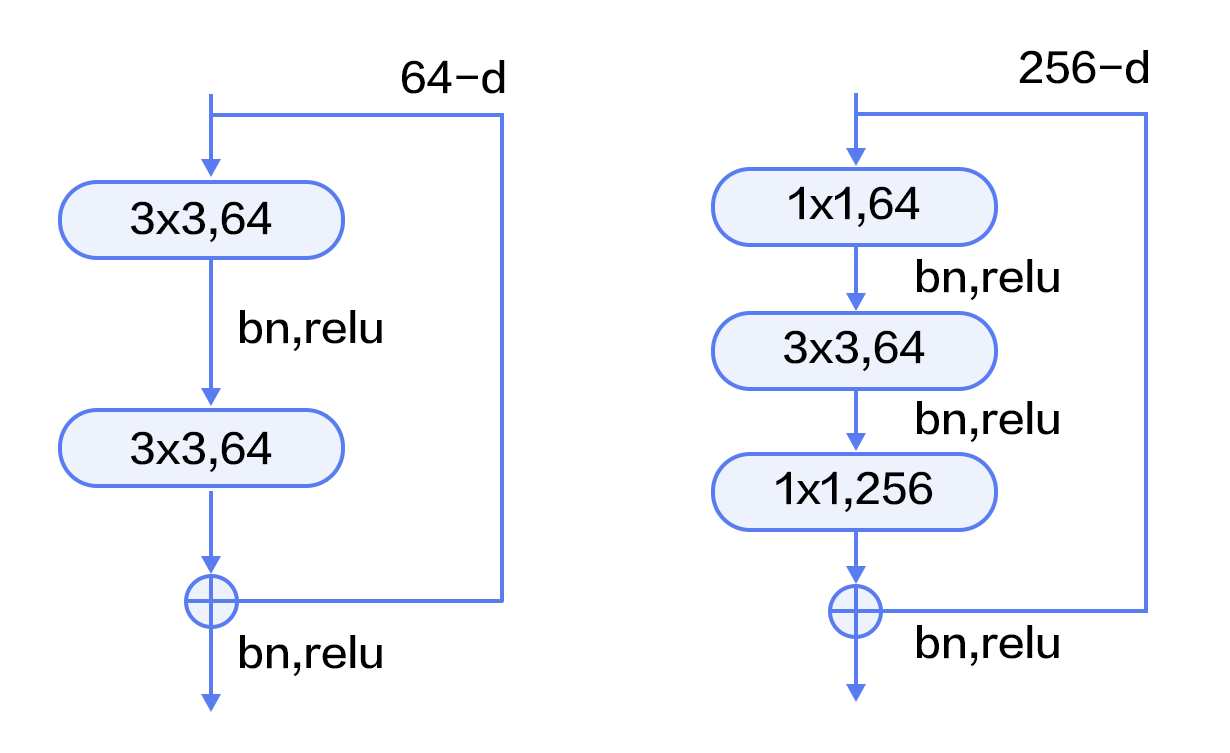 64-d
3x3,64
bn,relu
3x3,64
bn,relu
256-d
1x1,64
bn,relu
3x3,64
bn,relu
1x1,256
bn,relu